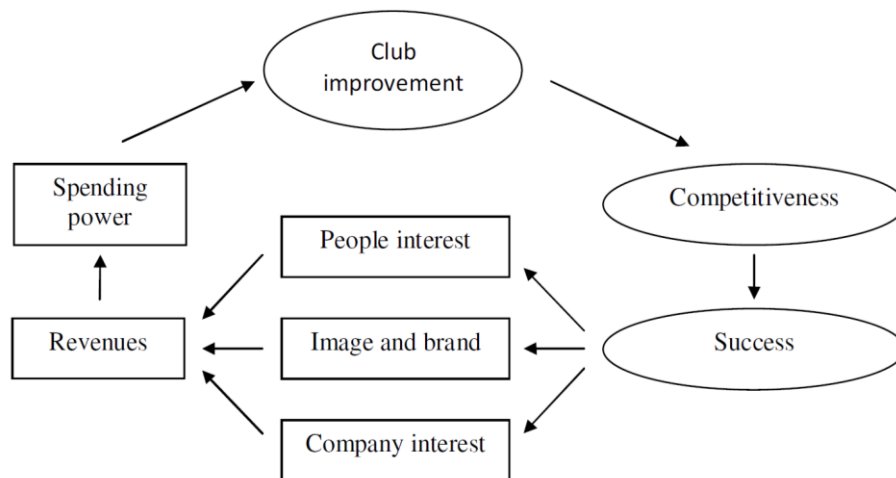 Club
improvement
Spending
power
Competitiveness
People interest
Revenues
Image and brand
Success
Company interest